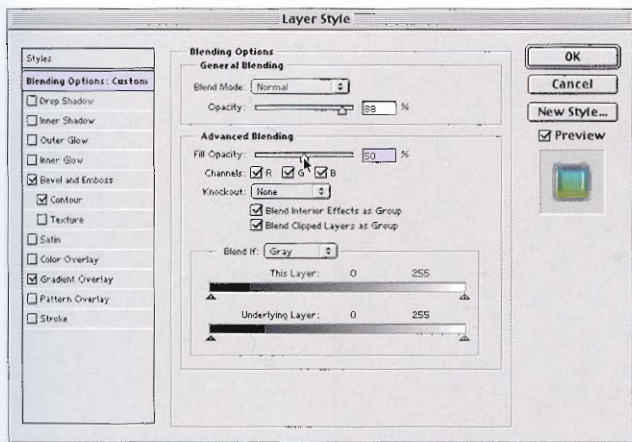 Layer Style
Styles
Blending Options: Custom
Drop Shadow
Inner Shadow
Outer Glow
Inner Glow
Bevel and Emboss
Contour
Texture
Satin
Color Overlay
Gradient Overlay
Pattern Overlay
Stroke
Blending Options
General Blending
Blend Mode: Normal
Opacity: 88 %
Advanced Blending
Fill Opacity: 50 %
Channels: R G B
Knockout: None
Blend Interior Effects as Group
Blend Clipped Layers as Group
Blend If: Gray
This Layer: 0 255
Underlying Layer: 0 255
OK
Cancel
New Style...
Preview